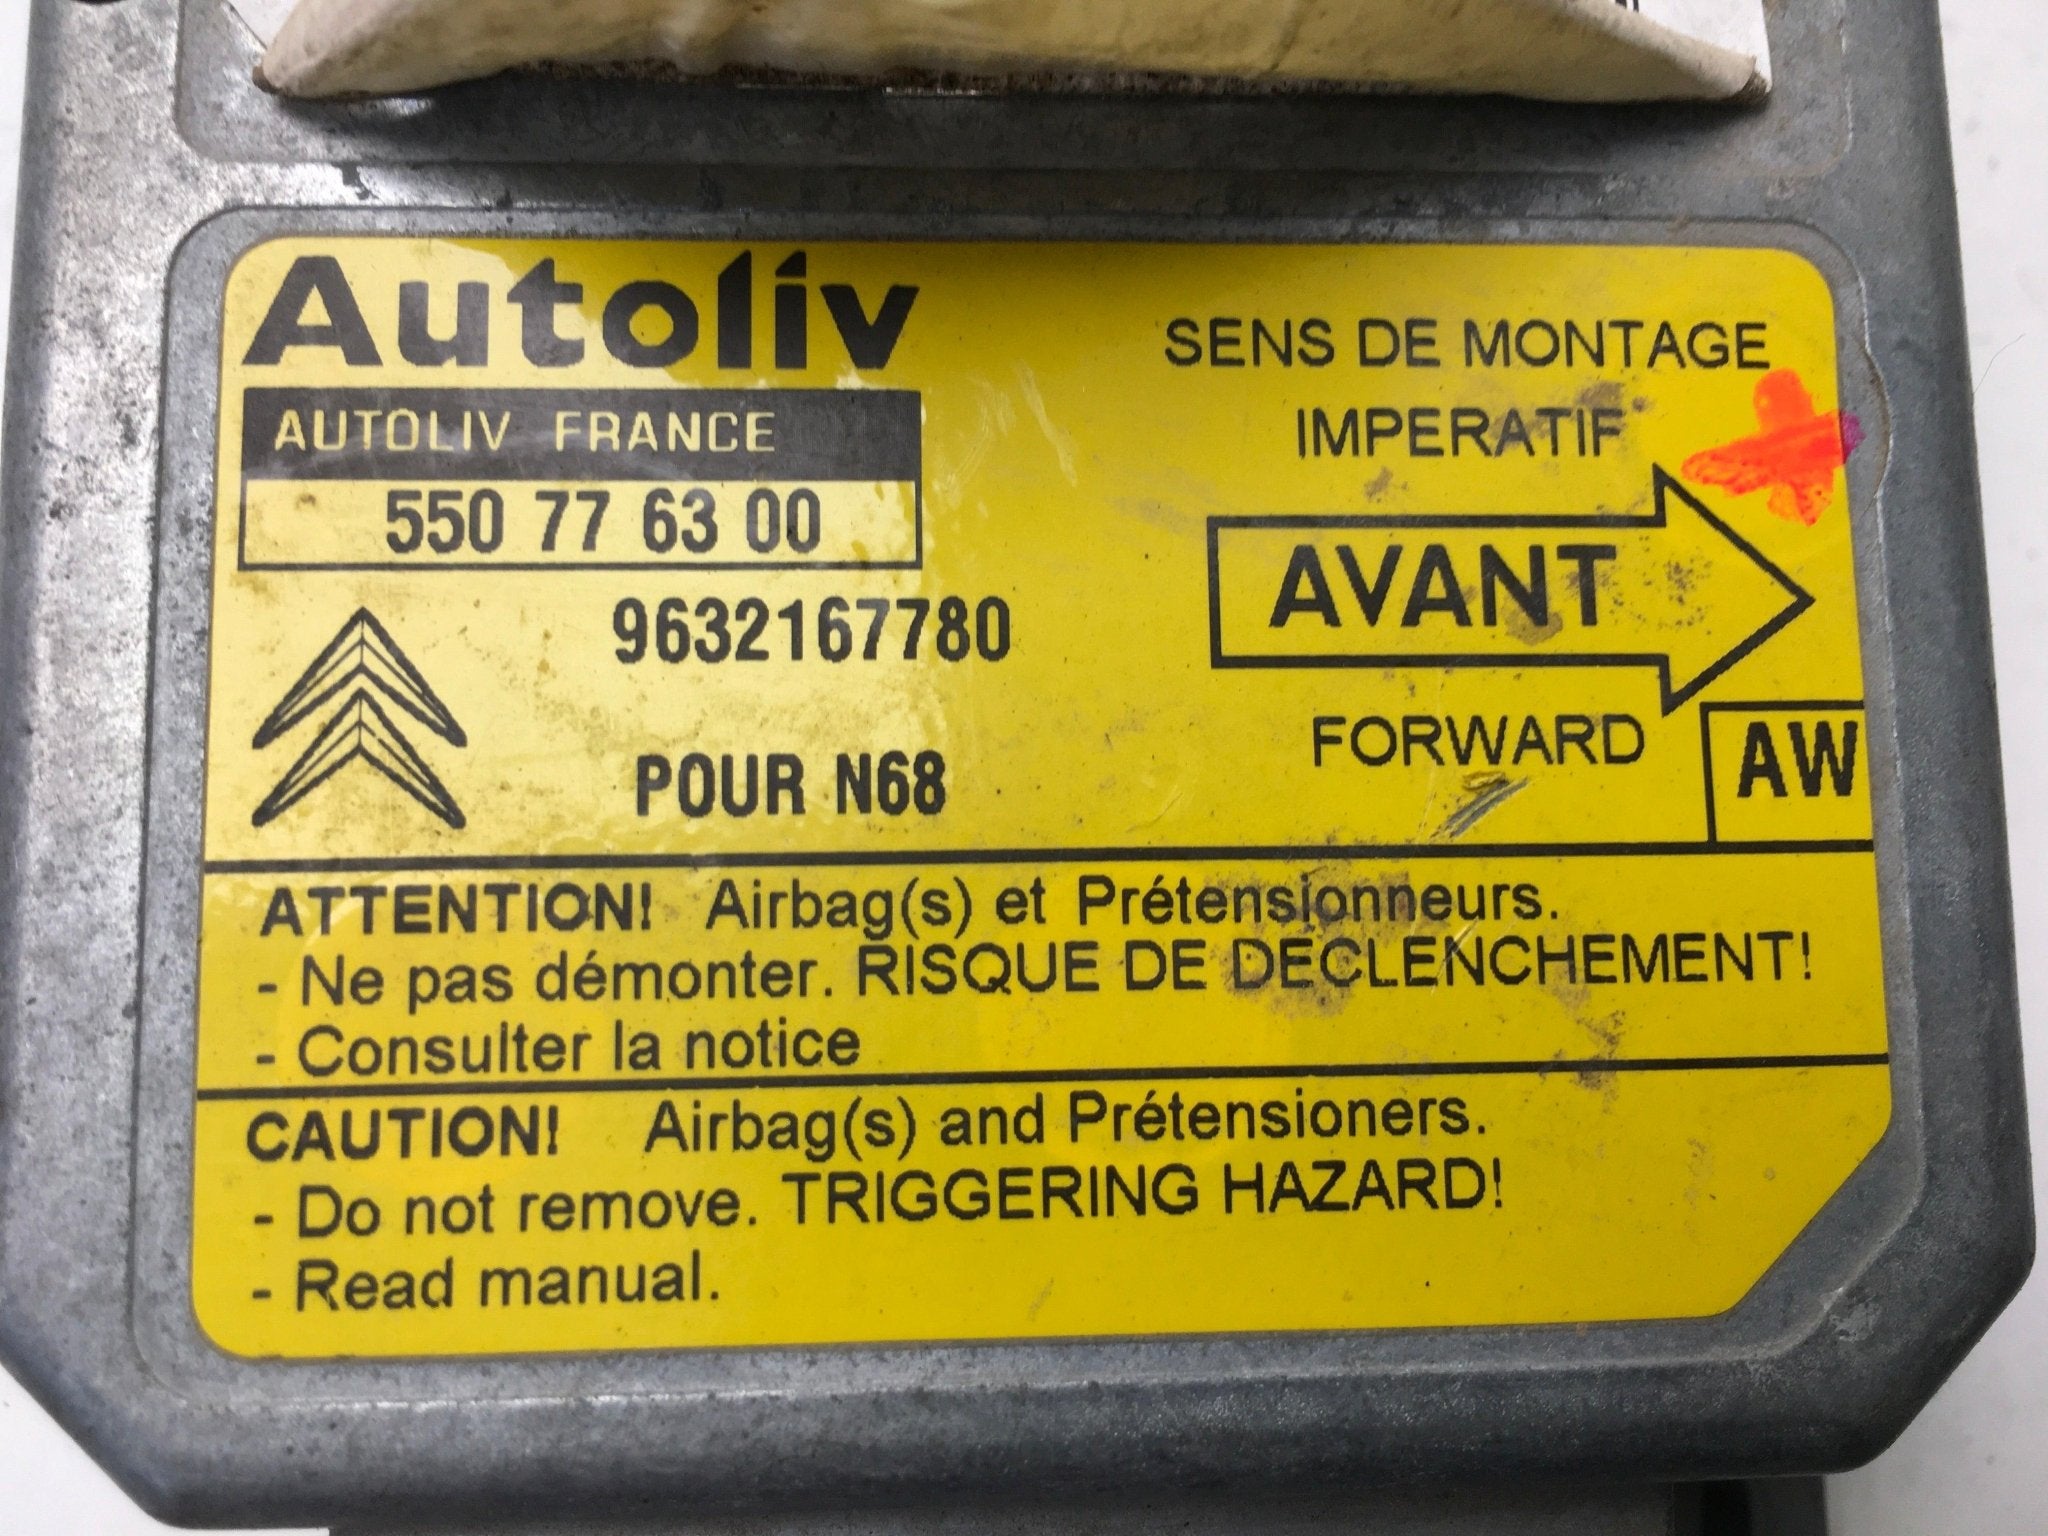 Autoliv
AUTOLIV FRANCE
550 77 63 00
9632167780
POUR N68
SENS DE MONTAGE
IMPERATIF
AVANT
FORWARD
AW
ATTENTION! Airbag(s) et Prétensionneurs.
- Ne pas démonter. RISQUE DE DECLENCHEMENT!
- Consulter la notice
CAUTION! Airbag(s) and Prétensioners.
- Do not remove. TRIGGERING HAZARD!
- Read manual.